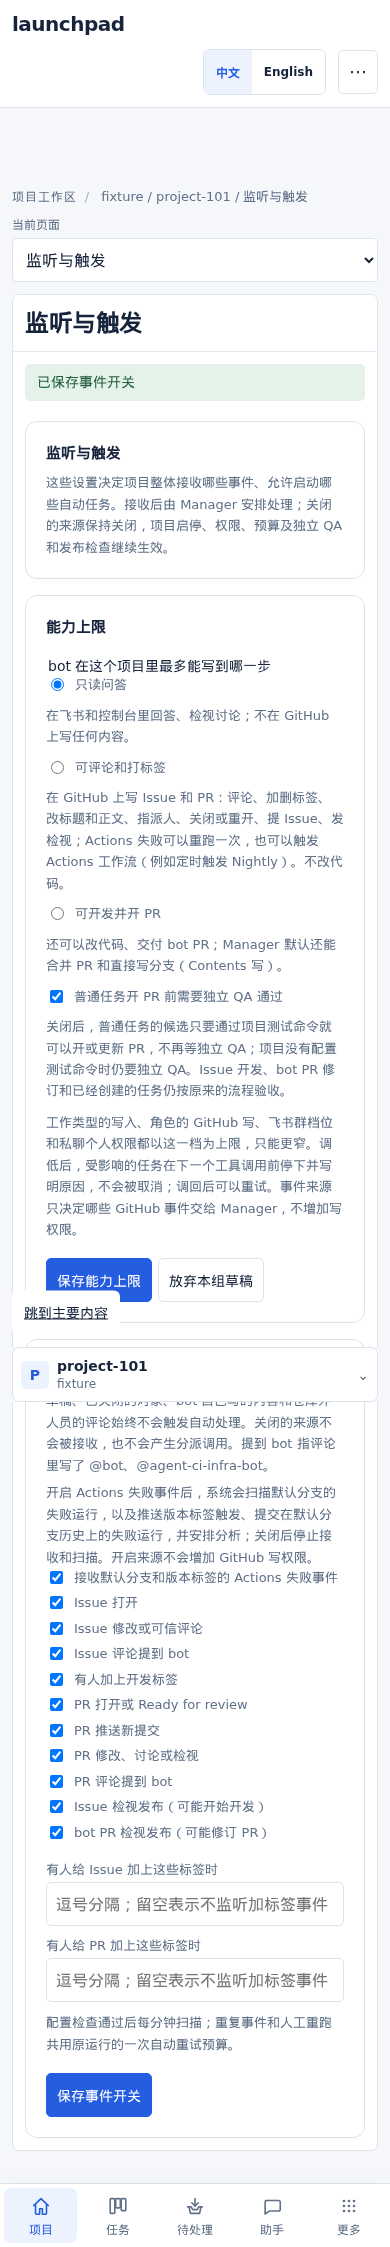 launchpad
中文 English ···
项目工作区 / fixture / project-101 / 监听与触发
当前页面
监听与触发
监听与触发
已保存事件开关
监听与触发
这些设置决定项目整体接收哪些事件、允许启动哪
些自动任务。接收后由 Manager 安排处理；关闭
的来源保持关闭，项目启停、权限、预算及独立 QA
和发布检查继续生效。
能力上限
bot 在这个项目里最多能写到哪一步
只读问答
在飞书和控制台里回答、检视讨论；不在 GitHub
上写任何内容。
可评论和打标签
在 GitHub 上写 Issue 和 PR：评论、加删标签、
改标题和正文、指派人、关闭或重开、提 Issue、发
检视；Actions 失败可以重跑一次，也可以触发
Actions 工作流（例如定时触发 Nightly）。不改代
码。
可开发并开 PR
还可以改代码、交付 bot PR；Manager 默认还能
合并 PR 和直接写分支（Contents 写）。
普通任务开 PR 前需要独立 QA 通过
关闭后，普通任务的候选只要通过项目测试命令就
可以开或更新 PR，不再等独立 QA；项目没有配置
测试命令时仍要独立 QA。Issue 开发、bot PR 修
订和已经创建的任务仍按原来的流程验收。
工作类型的写入、角色的 GitHub 写、飞书群档位
和私聊个人权限都以这一档为上限，只能更窄。调
低后，受影响的任务在下一个工具调用前停下并写
明原因，不会被取消；调回后可以重试。事件来源
只决定哪些 GitHub 事件交给 Manager，不增加写
权限。
保存能力上限 放弃本组草稿
跳到主要内容
P project-101
fixture
人员的评论始终不会触发自动处理。关闭的来源不
会被接收，也不会产生分派调用。提到 bot 指评论
里写了 @bot、@agent-ci-infra-bot。
开启 Actions 失败事件后，系统会扫描默认分支的
失败运行，以及推送版本标签触发、提交在默认分
支历史上的失败运行，并安排分析；关闭后停止接
收和扫描。开启来源不会增加 GitHub 写权限。
接收默认分支和版本标签的 Actions 失败事件
Issue 打开
Issue 修改或可信评论
Issue 评论提到 bot
有人加上开发标签
PR 打开或 Ready for review
PR 推送新提交
PR 修改、讨论或检视
PR 评论提到 bot
Issue 检视发布（可能开始开发）
bot PR 检视发布（可能修订 PR）
有人给 Issue 加上这些标签时
逗号分隔；留空表示不监听加标签事件
有人给 PR 加上这些标签时
逗号分隔；留空表示不监听加标签事件
配置检查通过后每分钟扫描；重复事件和人工重跑
共用原运行的一次自动重试预算。
保存事件开关
项目 任务 待处理 助手 更多